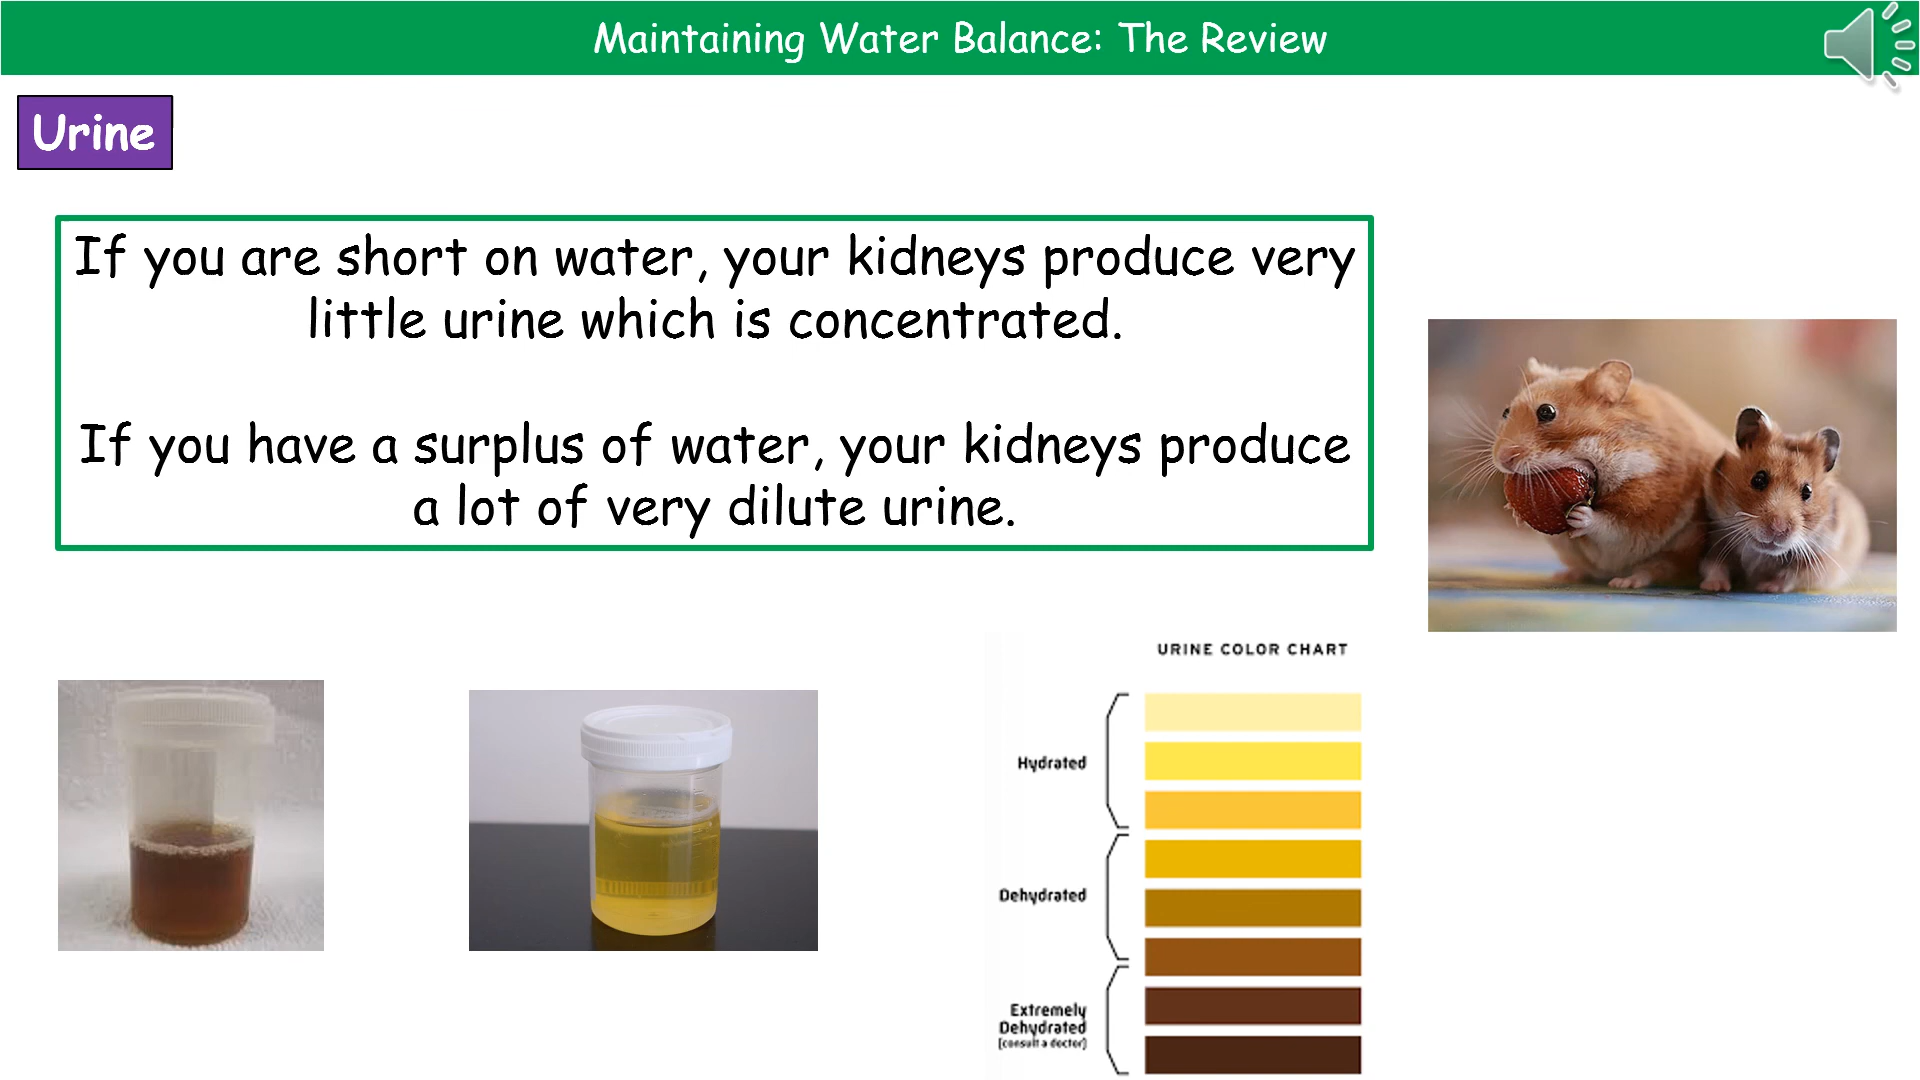 Maintaining Water Balance: The Review
Urine
If you are short on water, your kidneys produce very
little urine which is concentrated.
If you have a surplus of water, your kidneys produce
a lot of very dilute urine.
URINE COLOR CHART
Hydrated
Dehydrated
Extremely
Dehydrated
[consult a doctor]